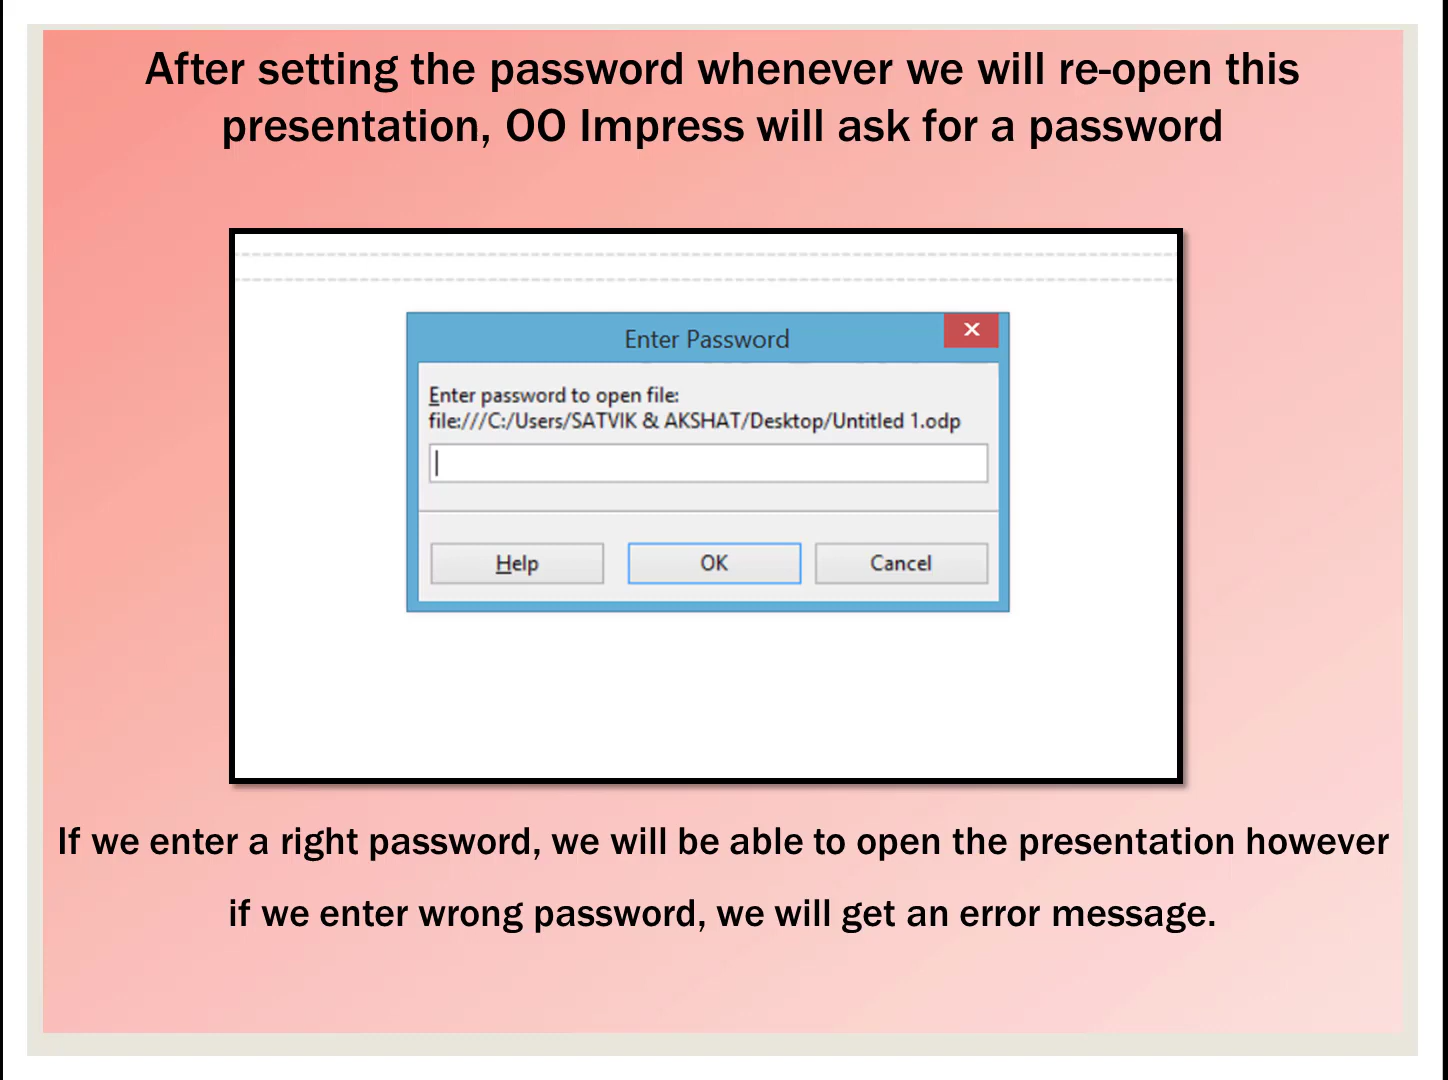 After setting the password whenever we will re-open this
presentation, OO Impress will ask for a password
Enter Password
Enter password to open file:
file:///C:/Users/SATVIK & AKSHAT/Desktop/Untitled 1.odp
Help OK Cancel
If we enter a right password, we will be able to open the presentation however
if we enter wrong password, we will get an error message.